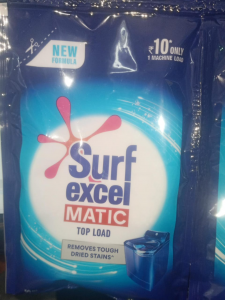 NEW
FORMULA
₹10* ONLY
1 MACHINE LOAD
Surf
excel
MATIC
TOP LOAD
REMOVES TOUGH
DRIED STAINS*